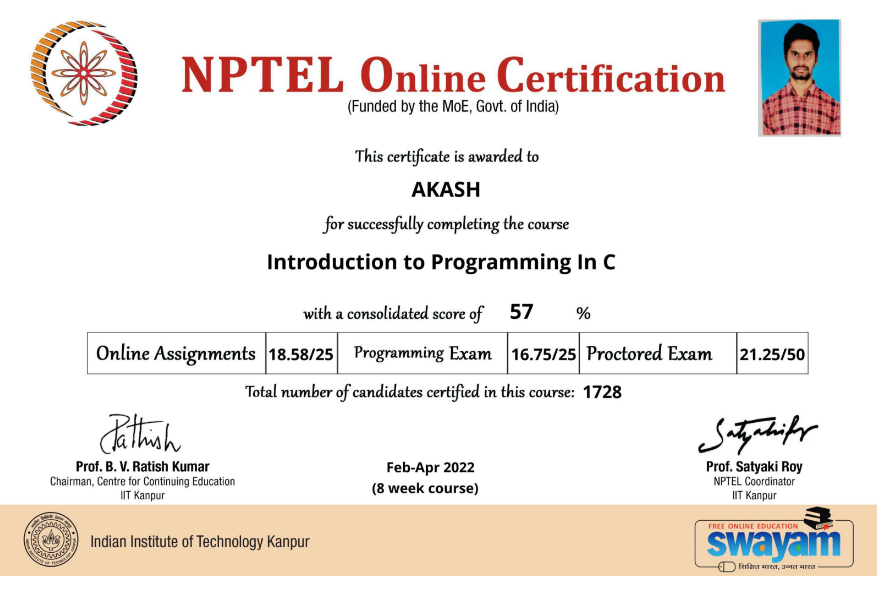 NPTEL Online Certification
(Funded by the MoE, Govt. of India)
This certificate is awarded to
AKASH
for successfully completing the course
Introduction to Programming In C
with a consolidated score of 57 %
Online Assignments 18.58/25 Programming Exam 16.75/25 Proctored Exam 21.25/50
Total number of candidates certified in this course: 1728
Prof. B. V. Ratish Kumar
Chairman, Centre for Continuing Education
IIT Kanpur
Feb-Apr 2022
(8 week course)
Prof. Satyaki Roy
NPTEL Coordinator
IIT Kanpur
Indian Institute of Technology Kanpur
FREE ONLINE EDUCATION
swayam
शिक्षित भारत, उन्नत भारत